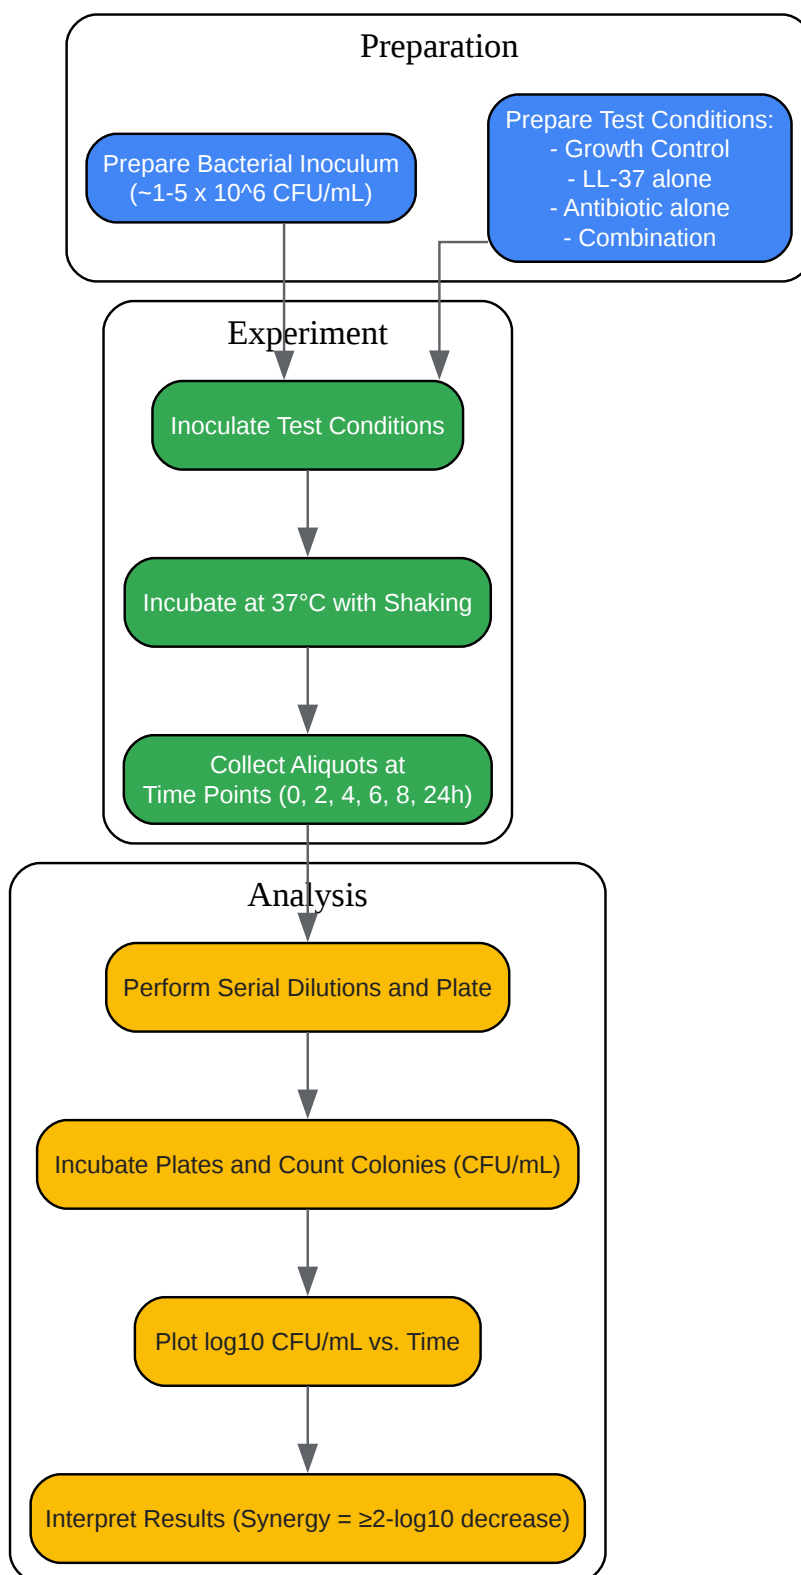 Preparation
Prepare Bacterial Inoculum
(~1-5 x 10^6 CFU/mL)
Prepare Test Conditions:
- Growth Control
- LL-37 alone
- Antibiotic alone
- Combination
Experiment
Inoculate Test Conditions
Incubate at 37°C with Shaking
Collect Aliquots at
Time Points (0, 2, 4, 6, 8, 24h)
Analysis
Perform Serial Dilutions and Plate
Incubate Plates and Count Colonies (CFU/mL)
Plot log10 CFU/mL vs. Time
Interpret Results (Synergy = ≥2-log10 decrease)